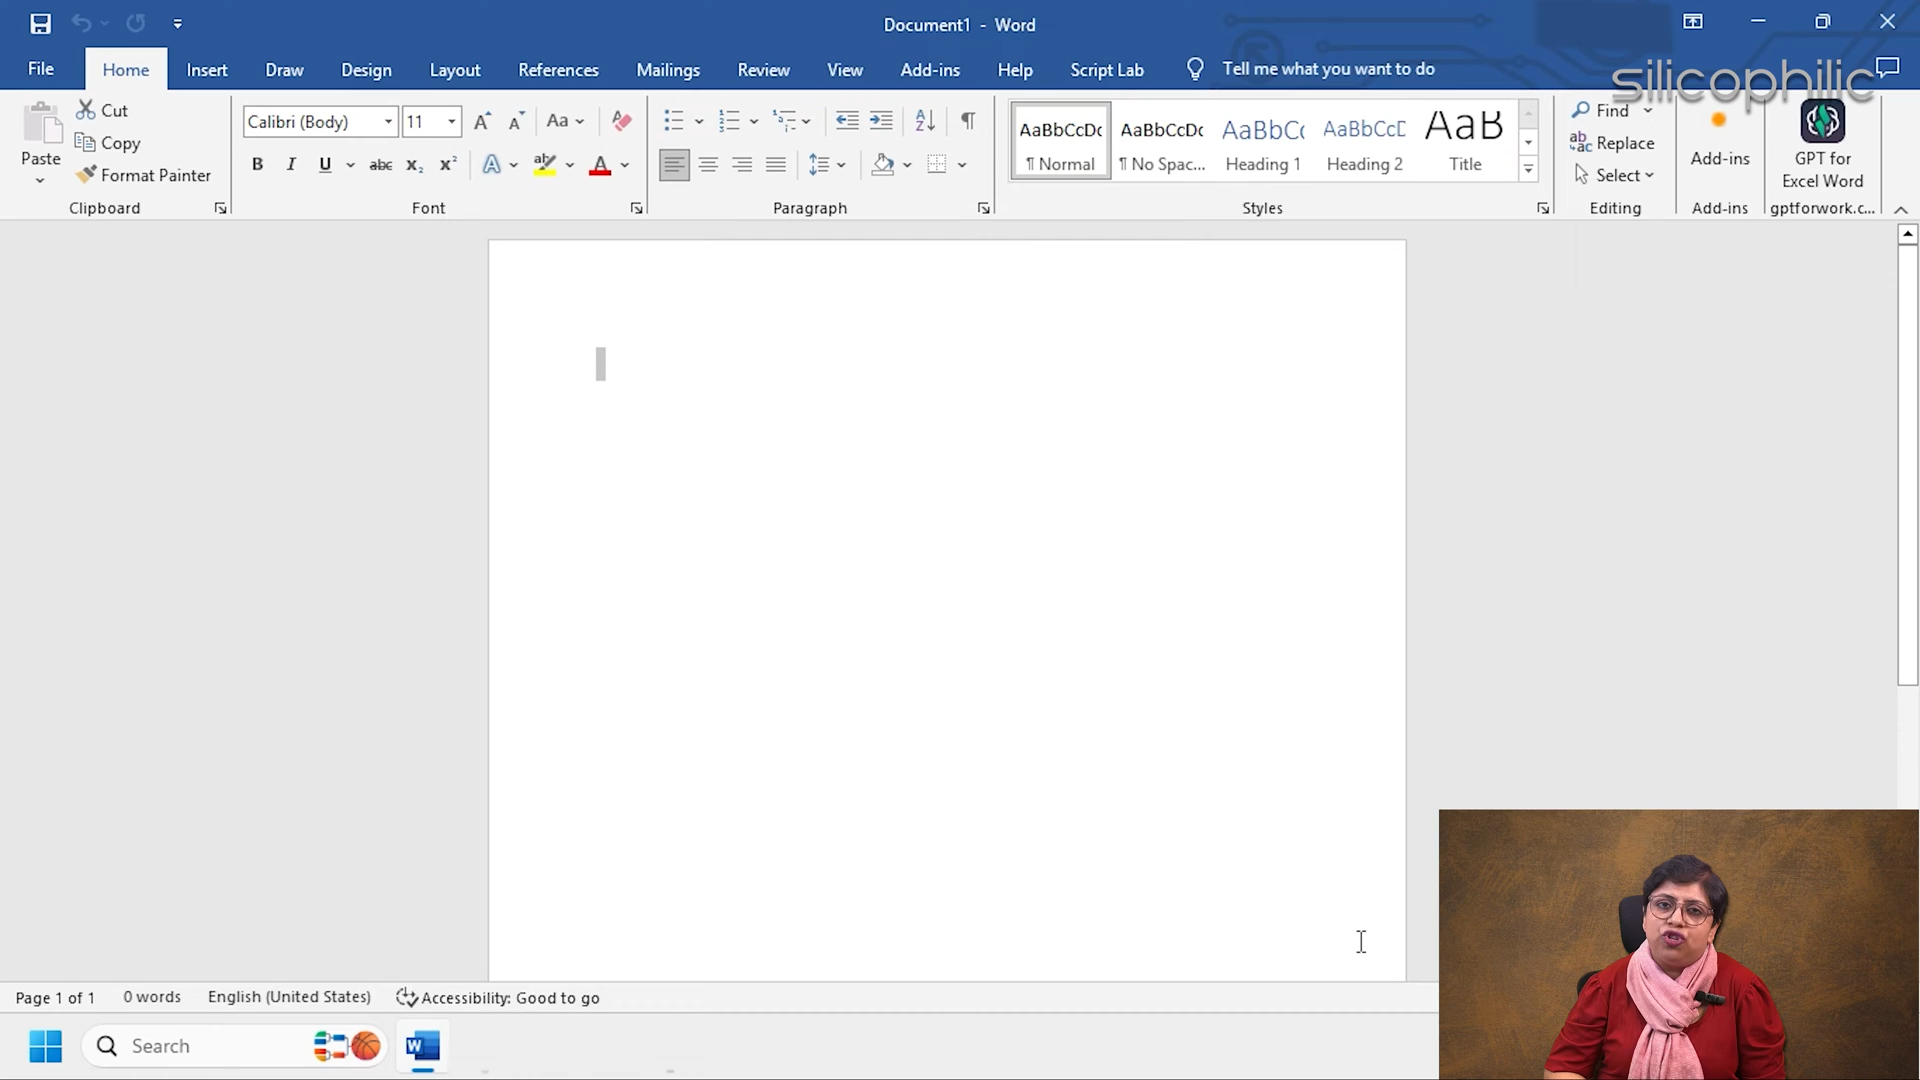 Document1 - Word
File Home Insert Draw Design Layout References Mailings Review View Add-ins Help Script Lab Tell me what you want to do
silicophilic
Paste
Cut
Copy
Format Painter
Clipboard
Calibri (Body) 11
Aa
B I U abc x₂ x² A ab A
Font
A Z ¶
Paragraph
AaBbCcDc AaBbCcDc AaBbCc AaBbCcD AaB
¶ Normal ¶ No Spac... Heading 1 Heading 2 Title
Styles
Find
Replace
Select
Editing
Add-ins
Add-ins
GPT for
Excel Word
gptforwork.c...
Page 1 of 1 0 words English (United States) Accessibility: Good to go
Search
W